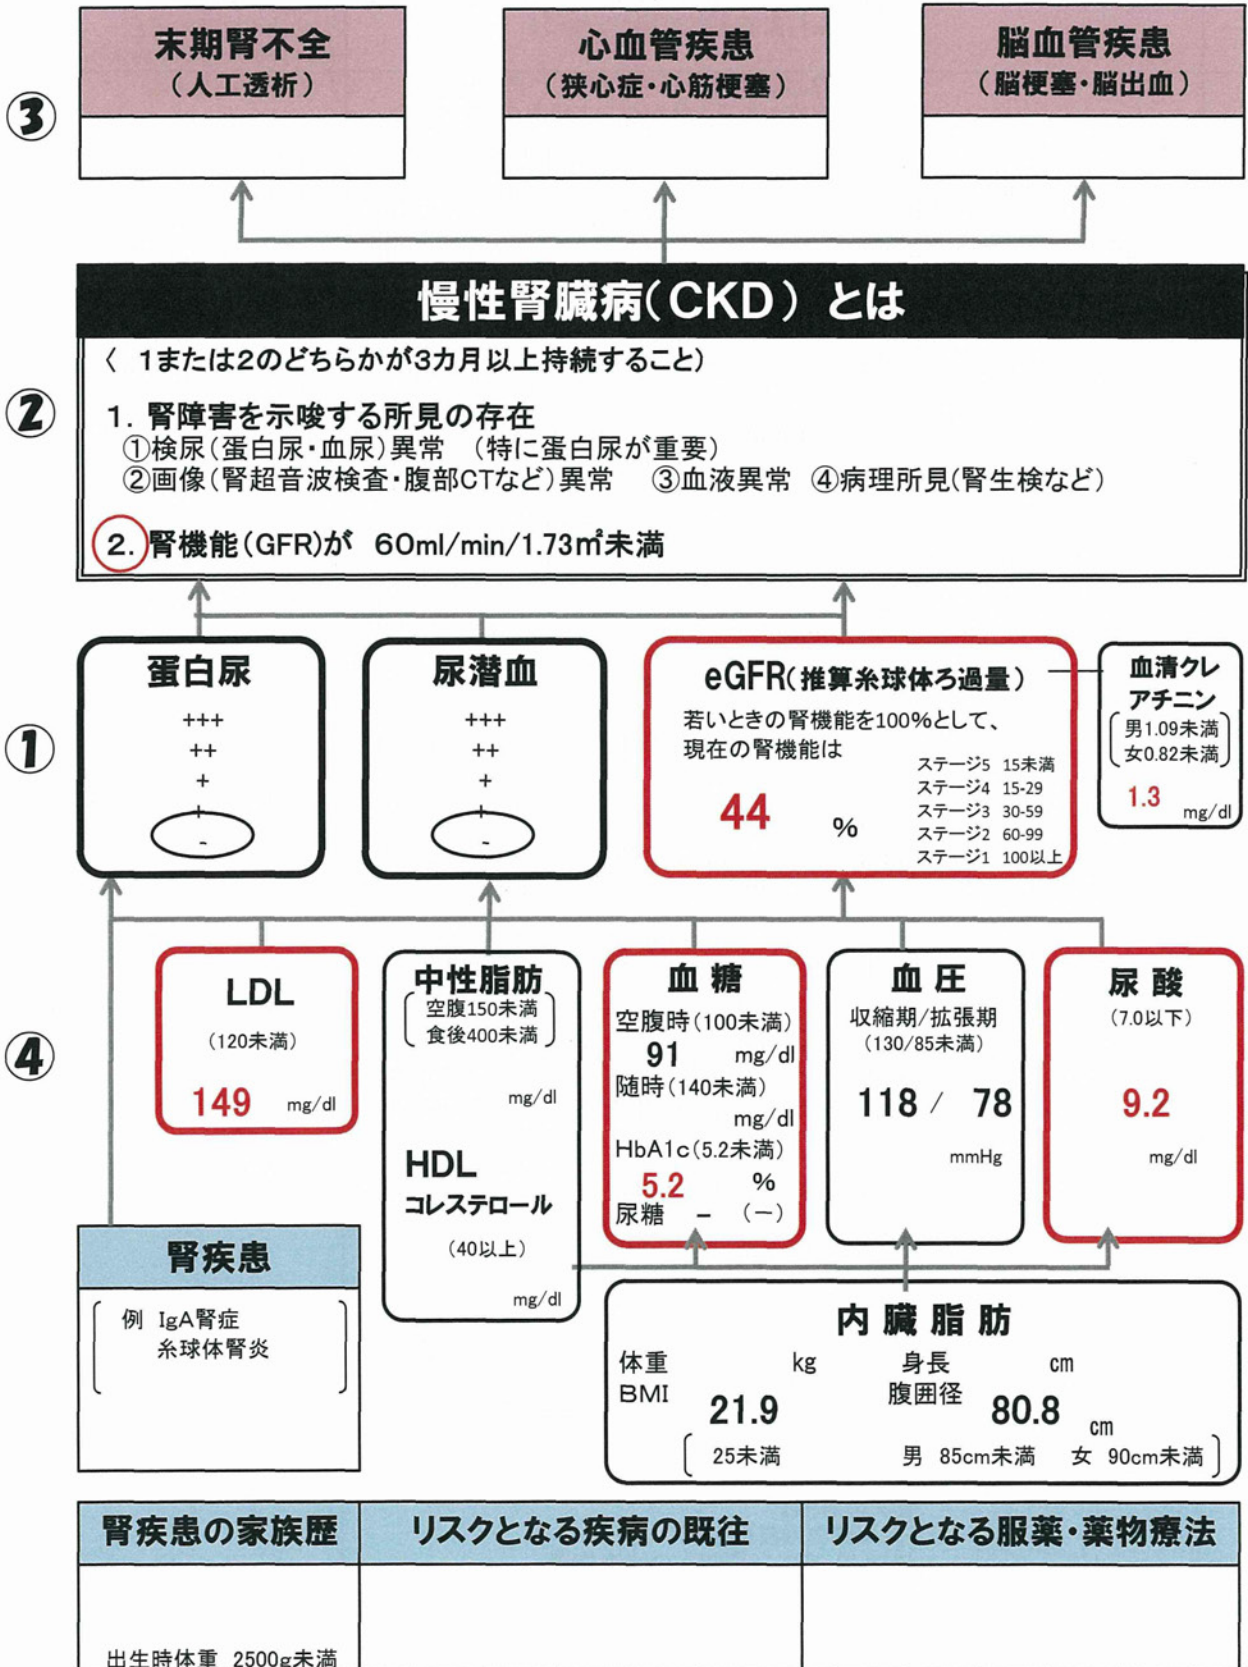 末期腎不全
（人工透析）
心血管疾患
（狭心症・心筋梗塞）
脳血管疾患
（脳梗塞・脳出血）
③
慢性腎臓病（CKD）とは
②
〈 1または2のどちらかが3カ月以上持続すること）
1. 腎障害を示唆する所見の存在
①検尿（蛋白尿・血尿）異常 （特に蛋白尿が重要）
②画像（腎超音波検査・腹部CTなど）異常 ③血液異常 ④病理所見(腎生検など）
2. 腎機能（GFR)が 60ml/min/1.73㎡未満
①
蛋白尿
+++
++
+
+
-
尿潜血
+++
++
+
+
-
eGFR（推算糸球体ろ過量）
若いときの腎機能を100%として、
現在の腎機能は
44 %
ステージ5 15未満
ステージ4 15-29
ステージ3 30-59
ステージ2 60-99
ステージ1 100以上
血清クレ
アチニン
男1.09未満
女0.82未満
1.3 mg/dl
④
LDL
(120未満)
149 mg/dl
中性脂肪
空腹150未満
食後400未満
mg/dl
HDL
コレステロール
(40以上)
mg/dl
血糖
空腹時(100未満)
91 mg/dl
随時(140未満)
mg/dl
HbA1c(5.2未満)
5.2 %
尿糖 － (－)
血圧
収縮期/拡張期
(130/85未満)
118 / 78
mmHg
尿酸
(7.0以下)
9.2
mg/dl
腎疾患
例 IgA腎症
糸球体腎炎
内臓脂肪
体重 kg 身長 cm
BMI 21.9 腹囲径 80.8 cm
25未満 男 85cm未満 女 90cm未満
腎疾患の家族歴
リスクとなる疾病の既往
リスクとなる服薬・薬物療法
出生時体重 2500g未満